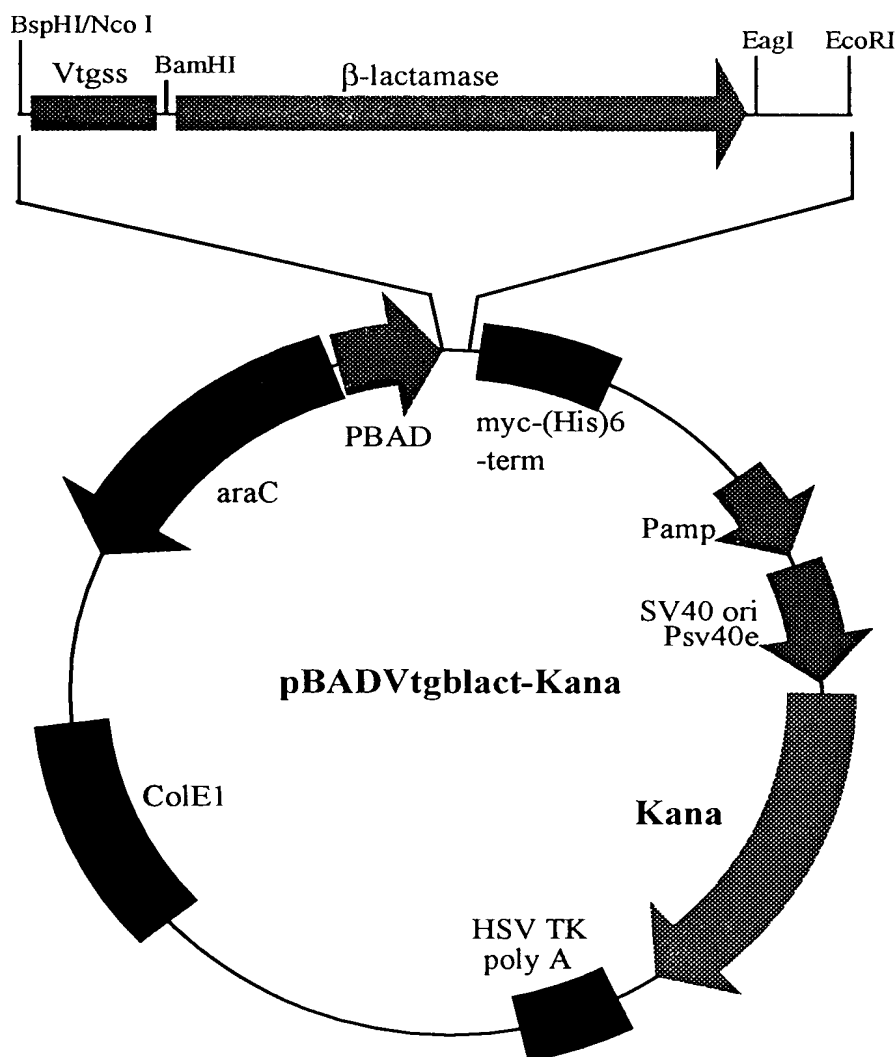 BspHI/Nco I
Vtgss
BamHI
β-lactamase
EagI
EcoRI
PBAD
myc-(His)6
-term
araC
Pamp
SV40 ori
Psv40e
pBADVtgblact-Kana
ColE1
Kana
HSV TK
poly A